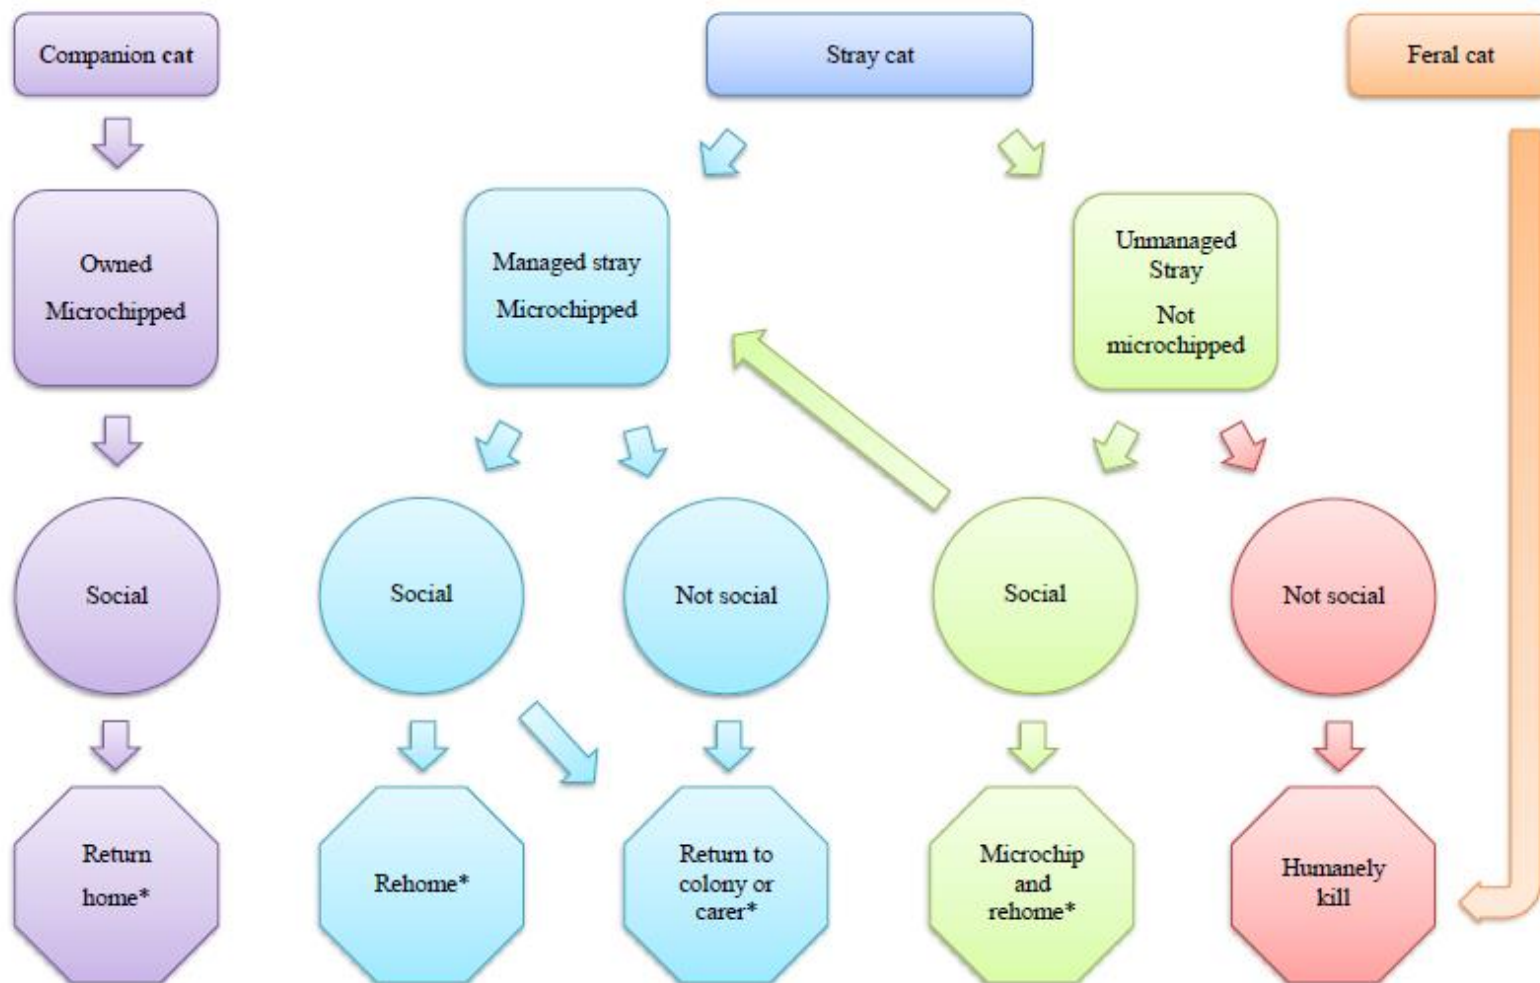 Companion cat
Stray cat
Feral cat
Owned
Microchipped
Managed stray
Microchipped
Unmanaged
Stray
Not
microchipped
Social
Social
Not social
Social
Not social
Return
home*
Rehome*
Return to
colony or
carer*
Microchip
and
rehome*
Humanely
kill